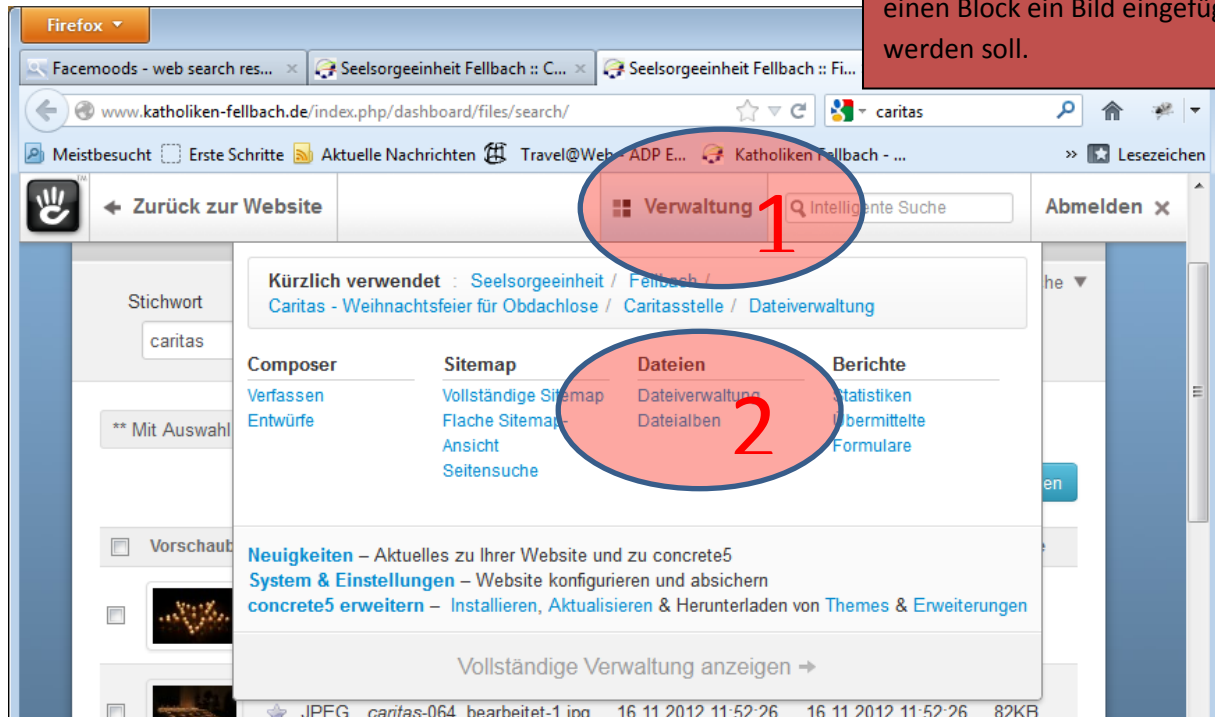 einen Block ein Bild eingefüg
werden soll.
Firefox
Facemoods - web search res... Seelsorgeeinheit Fellbach :: C... Seelsorgeeinheit Fellbach :: Fi...
www.katholiken-fellbach.de/index.php/dashboard/files/search/ caritas
Meistbesucht Erste Schritte Aktuelle Nachrichten Travel@Web - ADP E... Katholiken Fellbach - ... » Lesezeichen
Zurück zur Website Verwaltung 1 Intelligente Suche Abmelden
Kürzlich verwendet : Seelsorgeeinheit / Fellbach / he
Stichwort Caritas - Weihnachtsfeier für Obdachlose / Caritasstelle / Dateiverwaltung
caritas
Composer Sitemap Dateien Berichte
Verfassen Vollständige Sitemap Dateiverwaltung Statistiken
Entwürfe Flache Sitemap- Dateialben 2 Übermittelte
** Mit Auswahl Ansicht Formulare
Seitensuche
en
Vorschaub
Neuigkeiten – Aktuelles zu Ihrer Website und zu concrete5
System & Einstellungen – Website konfigurieren und absichern
concrete5 erweitern – Installieren, Aktualisieren & Herunterladen von Themes & Erweiterungen
Vollständige Verwaltung anzeigen
JPEG caritas-064_bearbeitet-1.jpg 16.11.2012 11:52:26 16.11.2012 11:52:26 82KB